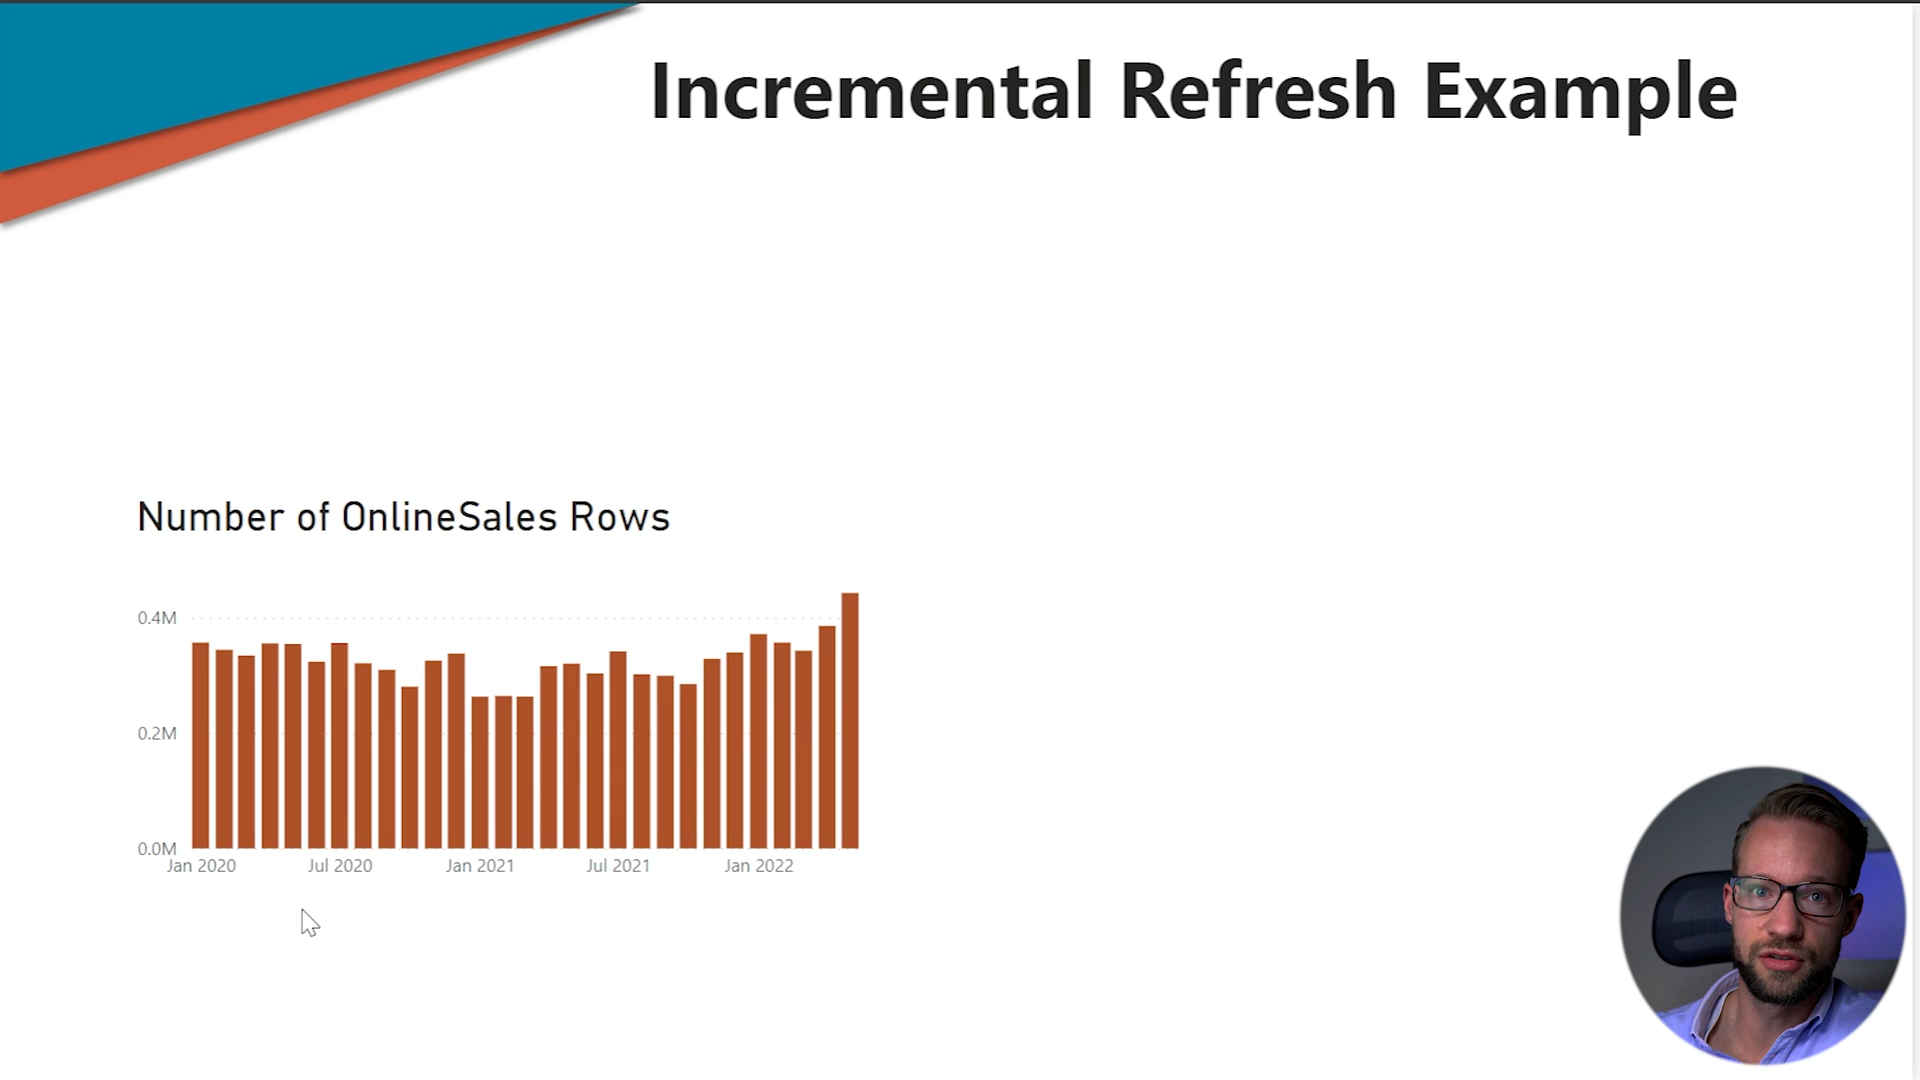 Incremental Refresh Example
Number of OnlineSales Rows
0.4M
0.2M
0.0M
Jan 2020 Jul 2020 Jan 2021 Jul 2021 Jan 2022